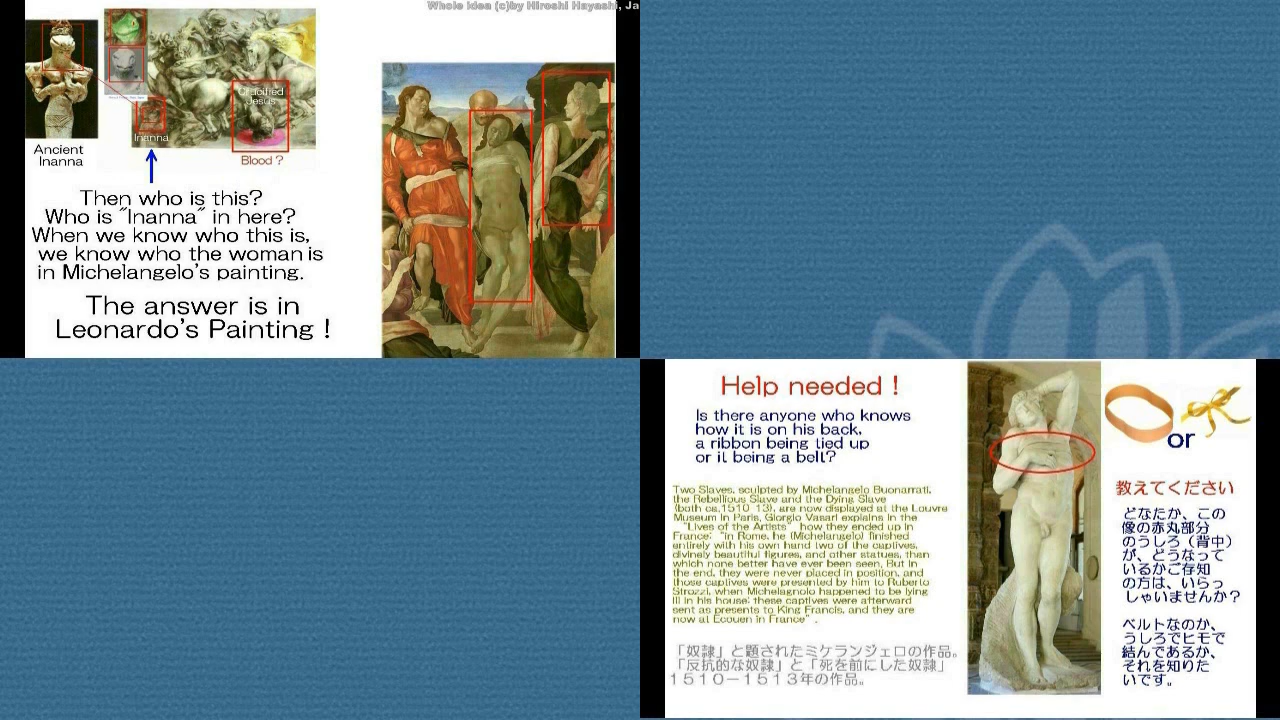 Whole idea (c)by Hiroshi Hayashi, Ja
Crucified
Jesus
Inanna
Ancient
Inanna
Blood ?
Then who is this?
Who is "Inanna" in here?
When we know who this is,
we know who the woman is
in Michelangelo's painting.
The answer is in
Leonardo's Painting !
Help needed !
Is there anyone who knows
how it is on his back,
a ribbon being tied up
or it being a belt?
or
Two Slaves, sculpted by Michelangelo Buonarrati,
the Rebellious Slave and the Dying Slave
(both ca.1510-13), are now displayed at the Louvre
Museum in Paris, Giorgio Vasari explains in the
"Lives of the Artists" how they ended up in
France: "in Rome, he (Michelangelo) finished
entirely with his own hand two of the captives,
divinely beautiful figures, and other statues, than
which none better have ever been seen, But in
the end, they were never placed in position, and
those captives were presented by him to Ruberto
Strozzi, when Michelagnolo happened to be lying
ill in his house: these captives were afterward
sent as presents to King Francis, and they are
now at Ecouen in France" .
「奴隷」と題されたミケランジェロの作品。
「反抗的な奴隷」と「死を前にした奴隷」
１５１０－１５１３年の作品。
教えてください
どなたか、この
像の赤丸部分
のうしろ（背中）
が、どうなって
いるかご存知
の方は、いらっ
しゃいませんか？
ベルトなのか、
うしろでヒモで
結んであるか、
それを知りた
いです。